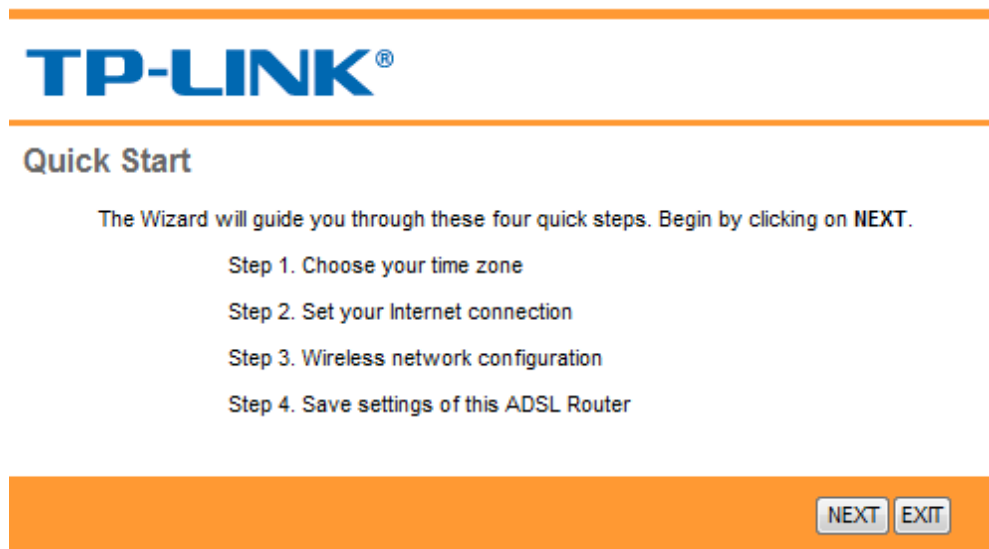 TP-LINK®
Quick Start
The Wizard will guide you through these four quick steps. Begin by clicking on NEXT.
Step 1. Choose your time zone
Step 2. Set your Internet connection
Step 3. Wireless network configuration
Step 4. Save settings of this ADSL Router
NEXT EXIT